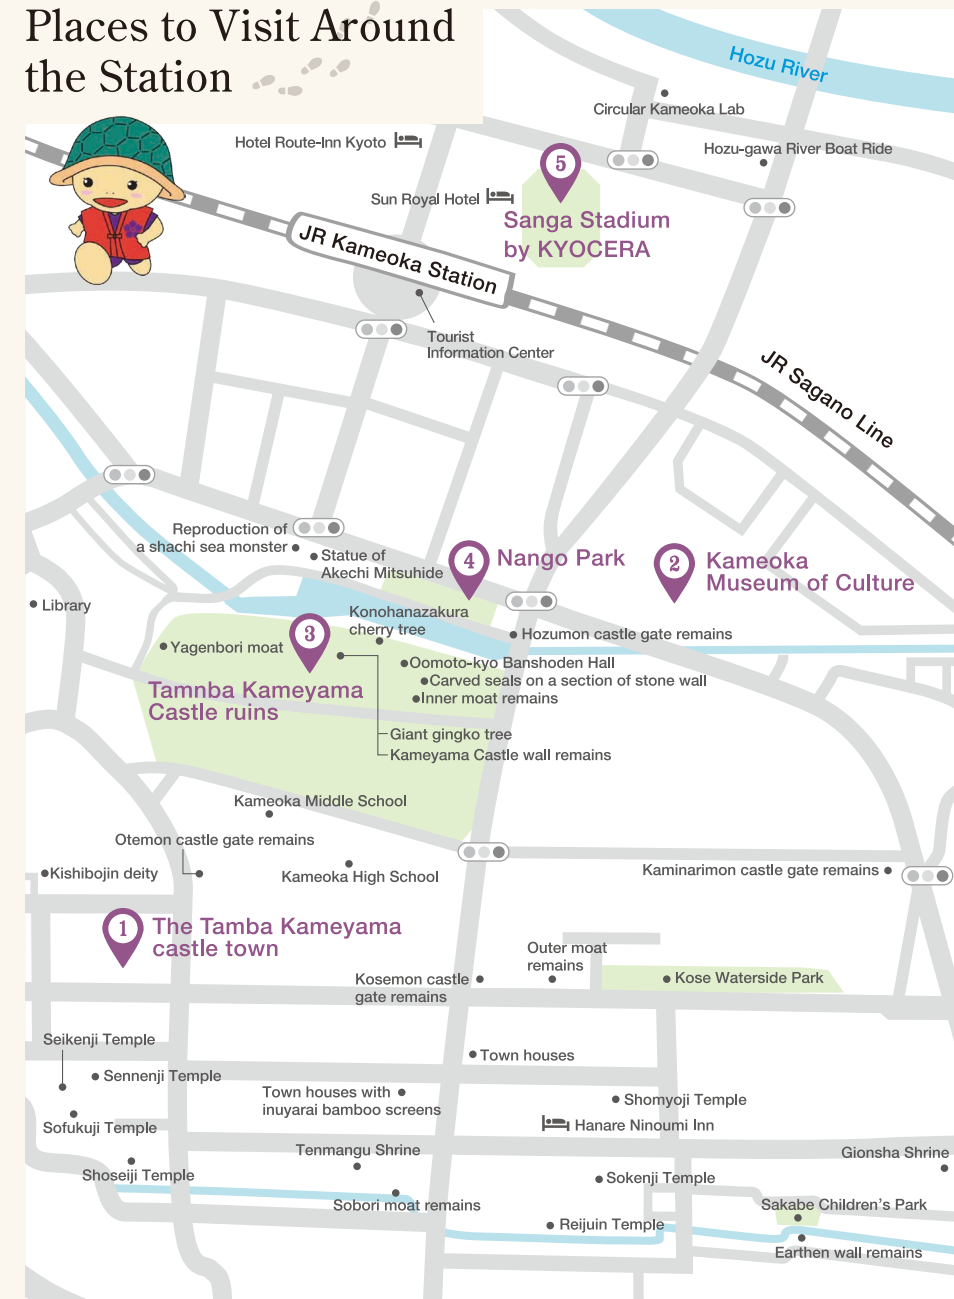 Places to Visit Around
the Station
Hozu River
Circular Kameoka Lab
Hotel Route-Inn Kyoto
Hozu-gawa River Boat Ride
5
Sun Royal Hotel
Sanga Stadium
by KYOCERA
JR Kameoka Station
Tourist
Information Center
JR Sagano Line
Reproduction of
a shachi sea monster
Statue of
Akechi Mitsuhide
4
Nango Park
2
Kameoka
Museum of Culture
Library
Konohanazakura
cherry tree
3
Hozumon castle gate remains
Yagenbori moat
Oomoto-kyo Banshoden Hall
Carved seals on a section of stone wall
Inner moat remains
Tamnba Kameyama
Castle ruins
Giant gingko tree
Kameyama Castle wall remains
Kameoka Middle School
Otemon castle gate remains
Kishibojin deity
Kameoka High School
Kaminarimon castle gate remains
1
The Tamba Kameyama
castle town
Outer moat
remains
Kosemon castle
gate remains
Kose Waterside Park
Seikenji Temple
Town houses
Sennenji Temple
Town houses with
inuyarai bamboo screens
Shomyoji Temple
Sofukuji Temple
Hanare Ninoumi Inn
Tenmangu Shrine
Gionsha Shrine
Shoseiji Temple
Sokenji Temple
Sobori moat remains
Sakabe Children's Park
Reijuin Temple
Earthen wall remains